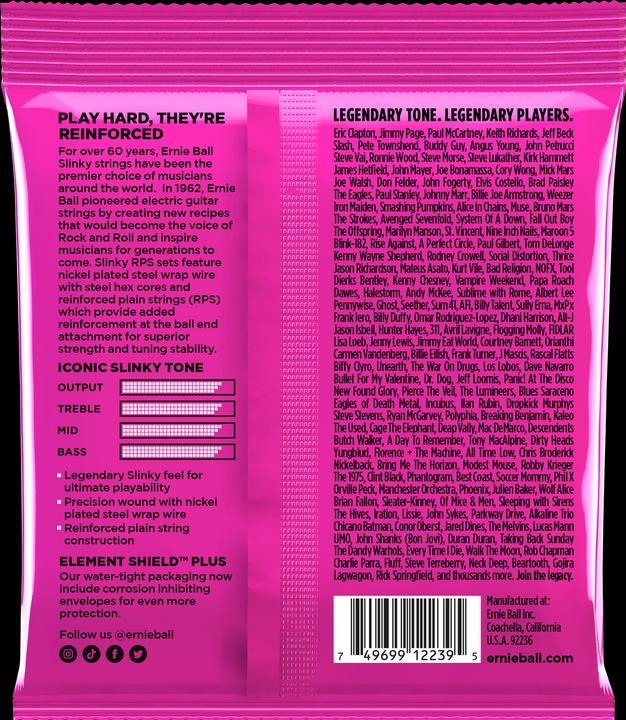 PLAY HARD, THEY'RE
REINFORCED
For over 60 years, Ernie Ball
Slinky strings have been the
premier choice of musicians
around the world. In 1962, Ernie
Ball pioneered electric guitar
strings by creating new recipes
that would become the voice of
Rock and Roll and inspire
musicians for generations to
come. Slinky RPS sets feature
nickel plated steel wrap wire
with steel hex cores and
reinforced plain strings (RPS)
which provide added
reinforcement at the ball end
attachment for superior
strength and tuning stability.
ICONIC SLINKY TONE
OUTPUT
TREBLE
MID
BASS
Legendary Slinky feel for
ultimate playability
Precision wound with nickel
plated steel wrap wire
Reinforced plain string
construction
ELEMENT SHIELD™ PLUS
Our water-tight packaging now
include corrosion inhibiting
envelopes for even more
protection.
Follow us @ernieball
LEGENDARY TONE. LEGENDARY PLAYERS.
Eric Clapton, Jimmy Page, Paul McCartney, Keith Richards, Jeff Beck
Slash, Pete Townshend, Buddy Guy, Angus Young, John Petrucci
Steve Vai, Ronnie Wood, Steve Morse, Steve Lukather, Kirk Hammett
James Hetfield, John Mayer, Joe Bonamassa, Cory Wong, Mick Mars
Joe Walsh, Don Felder, John Fogerty, Elvis Costello, Brad Paisley
The Eagles, Paul Stanley, Johnny Marr, Billie Joe Armstrong, Weezer
Iron Maiden, Smashing Pumpkins, Alice In Chains, Muse, Bruno Mars
The Strokes, Avenged Sevenfold, System Of A Down, Fall Out Boy
The Offspring, Marilyn Manson, St. Vincent, Nine Inch Nails, Maroon 5
Blink-182, Rise Against, A Perfect Circle, Paul Gilbert, Tom DeLonge
Kenny Wayne Shepherd, Rodney Crowell, Social Distortion, Thrice
Jason Richardson, Mateus Asato, Kurt Vile, Bad Religion, NOFX, Tool
Dierks Bentley, Kenny Chesney, Vampire Weekend, Papa Roach
Dawes, Halestorm, Andy McKee, Sublime with Rome, Albert Lee
Pennywise, Ghost, Seether, Sum 41, AFI, Billy Talent, Sully Erna, MxPx
Frank Iero, Billy Duffy, Omar Rodriguez-Lopez, Dhani Harrison, Alt-J
Jason Isbell, Hunter Hayes, 311, Avril Lavigne, Flogging Molly, FIDLAR
Lisa Loeb, Jenny Lewis, Jimmy Eat World, Courtney Barnett, Orianthi
Carmen Vandenberg, Billie Eilish, Frank Turner, J Mascis, Rascal Flatts
Biffy Clyro, Unearth, The War On Drugs, Los Lobos, Dave Navarro
Bullet For My Valentine, Dr. Dog, Jeff Loomis, Panic! At The Disco
New Found Glory, Pierce The Veil, The Lumineers, Blues Saraceno
Eagles of Death Metal, Incubus, Ilan Rubin, Dropkick Murphys
Steve Stevens, Ryan McGarvey, Polyphia, Breaking Benjamin, Kaleo
The Used, Cage The Elephant, Deap Vally, Mac DeMarco, Descendents
Butch Walker, A Day To Remember, Tony MacAlpine, Dirty Heads
Yungblud, Florence + The Machine, All Time Low, Chris Broderick
Nickelback, Bring Me The Horizon, Modest Mouse, Robby Krieger
The 1975, Clint Black, Phantogram, Best Coast, Soccer Mommy, Phil X
Orville Peck, Manchester Orchestra, Phoenix, Julien Baker, Wolf Alice
Brian Fallon, Sleater-Kinney, Of Mice & Men, Sleeping with Sirens
The Hives, Iration, Lissie, John Sykes, Parkway Drive, Alkaline Trio
Chicano Batman, Conor Oberst, Jared Dines, The Melvins, Lucas Mann
UMO, John Shanks (Bon Jovi), Duran Duran, Taking Back Sunday
The Dandy Warhols, Every Time I Die, Walk The Moon, Rob Chapman
Charlie Parra, Fluff, Steve Terreberry, Neck Deep, Beartooth, Gojira
Lagwagon, Rick Springfield, and thousands more. Join the legacy.
7 49699 12239 5
Manufactured at:
Ernie Ball Inc.
Coachella, California
U.S.A. 92236
ernieball.com